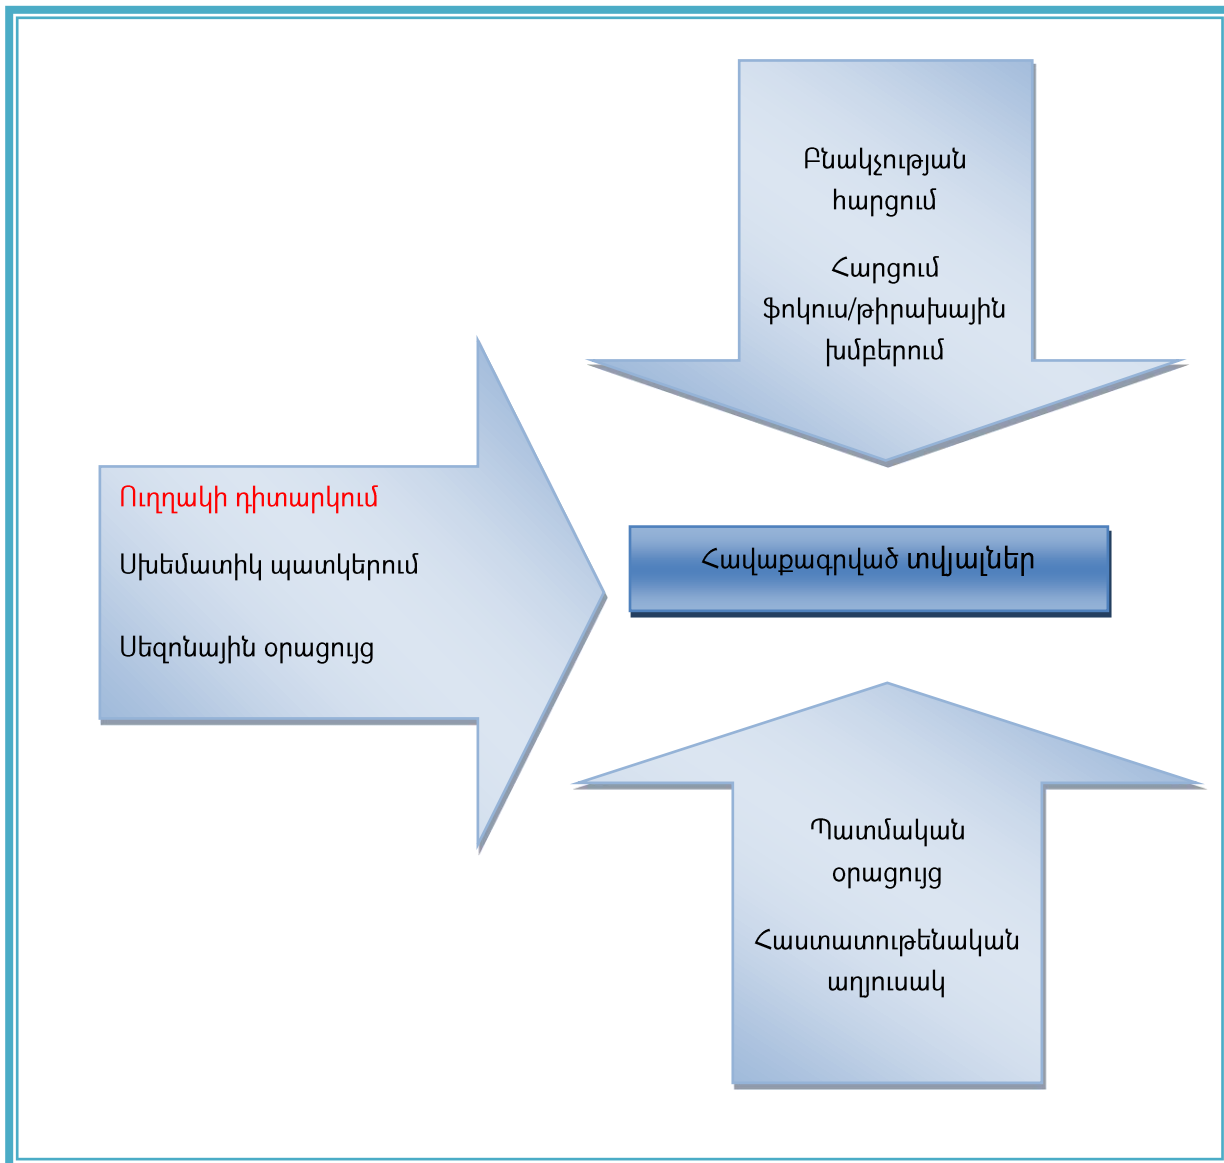 Բնակչության
հարցում
Հարցում
ֆոկուս/թիրախային
խմբերում
Ուղղակի դիտարկում
Սխեմատիկ պատկերում
Սեզոնային օրացույց
Հավաքագրված տվյալներ
Պատմական
օրացույց
Հաստատութենական
աղյուսակ